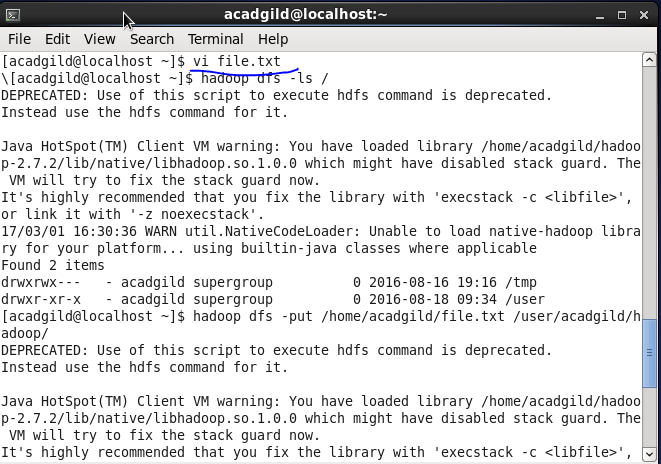 acadgild@localhost:~
File Edit View Search Terminal Help
[acadgild@localhost ~]$ vi file.txt
\[acadgild@localhost ~]$ hadoop dfs -ls /
DEPRECATED: Use of this script to execute hdfs command is deprecated.
Instead use the hdfs command for it.
Java HotSpot(TM) Client VM warning: You have loaded library /home/acadgild/hadoo
p-2.7.2/lib/native/libhadoop.so.1.0.0 which might have disabled stack guard. The
VM will try to fix the stack guard now.
It's highly recommended that you fix the library with 'execstack -c <libfile>',
or link it with '-z noexecstack'.
17/03/01 16:30:36 WARN util.NativeCodeLoader: Unable to load native-hadoop libra
ry for your platform... using builtin-java classes where applicable
Found 2 items
drwxrwx--- - acadgild supergroup 0 2016-08-16 19:16 /tmp
drwxr-xr-x - acadgild supergroup 0 2016-08-18 09:34 /user
[acadgild@localhost ~]$ hadoop dfs -put /home/acadgild/file.txt /user/acadgild/h
adoop/
DEPRECATED: Use of this script to execute hdfs command is deprecated.
Instead use the hdfs command for it.
Java HotSpot(TM) Client VM warning: You have loaded library /home/acadgild/hadoo
p-2.7.2/lib/native/libhadoop.so.1.0.0 which might have disabled stack guard. The
VM will try to fix the stack guard now.
It's highly recommended that you fix the library with 'execstack -c <libfile>',